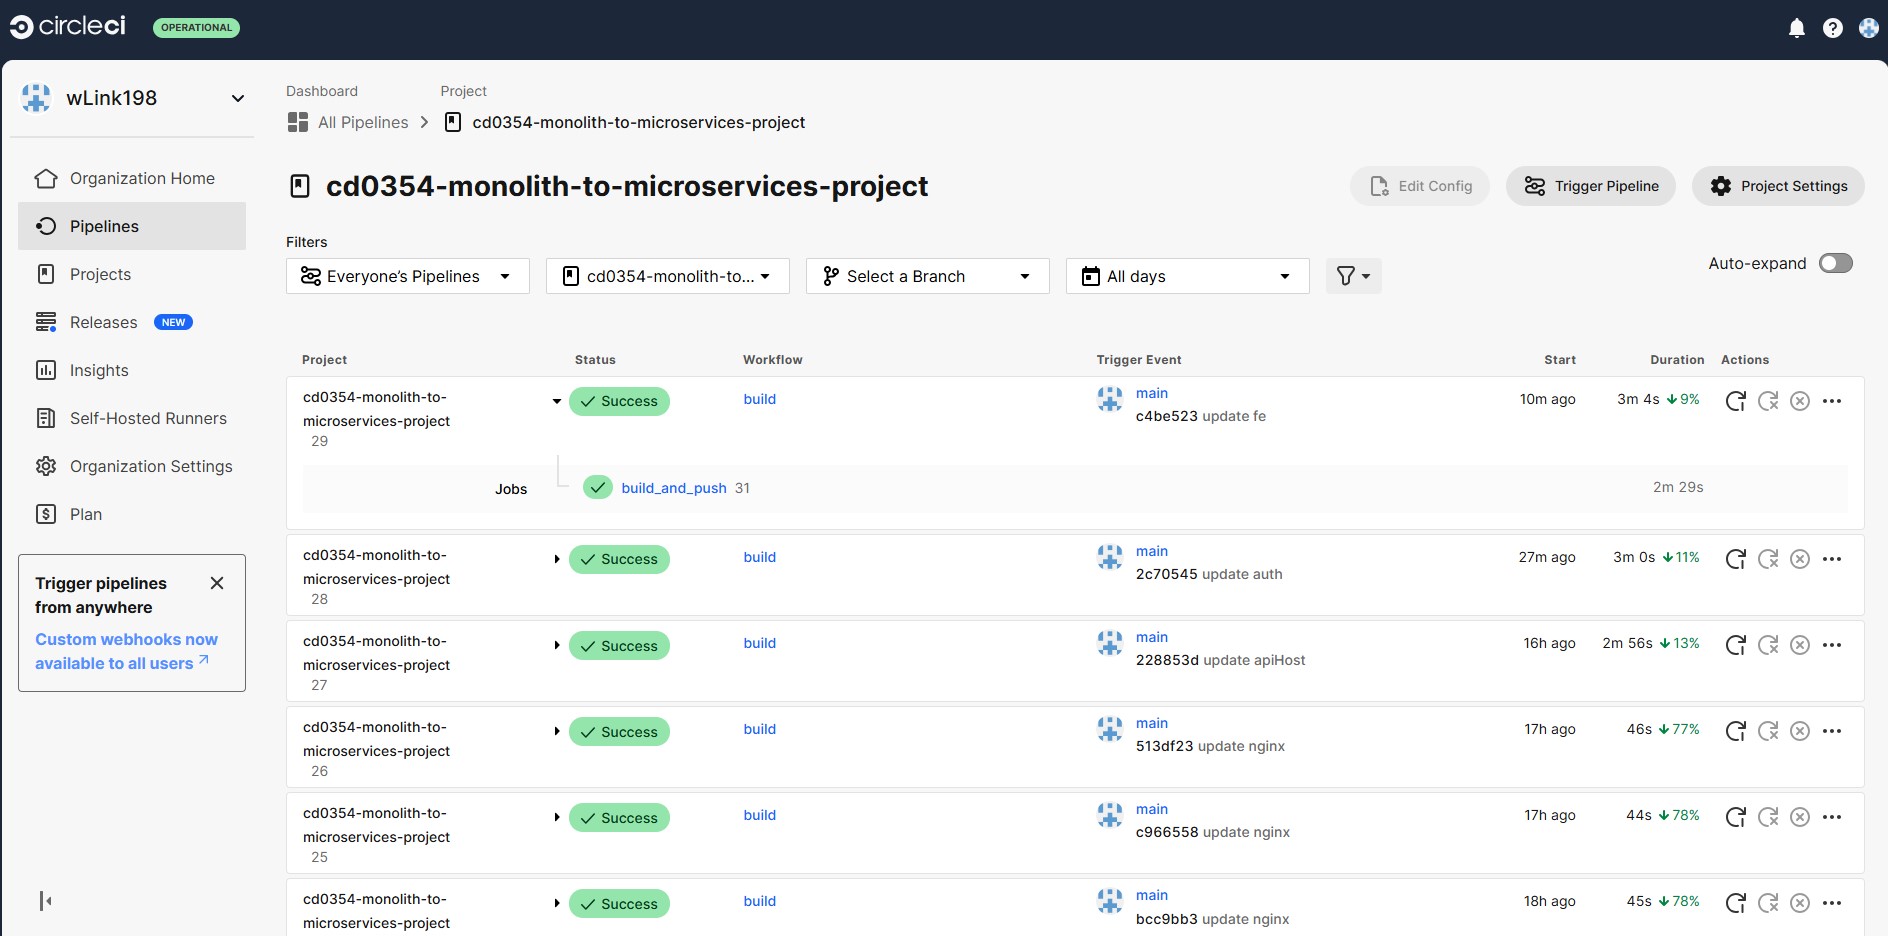 circleci OPERATIONAL
wLink198
Dashboard Project
All Pipelines cd0354-monolith-to-microservices-project
Organization Home
Pipelines
Projects
Releases NEW
Insights
Self-Hosted Runners
Organization Settings
Plan
Trigger pipelines
from anywhere
Custom webhooks now
available to all users
cd0354-monolith-to-microservices-project
Edit Config Trigger Pipeline Project Settings
Filters
Everyone's Pipelines cd0354-monolith-to... Select a Branch All days
Auto-expand
Project Status Workflow Trigger Event Start Duration Actions
cd0354-monolith-to- Success build main 10m ago 3m 4s 9%
microservices-project c4be523 update fe
29
Jobs build_and_push 31 2m 29s
cd0354-monolith-to- Success build main 27m ago 3m 0s 11%
microservices-project 2c70545 update auth
28
cd0354-monolith-to- Success build main 16h ago 2m 56s 13%
microservices-project 228853d update apiHost
27
cd0354-monolith-to- Success build main 17h ago 46s 77%
microservices-project 513df23 update nginx
26
cd0354-monolith-to- Success build main 17h ago 44s 78%
microservices-project c966558 update nginx
25
cd0354-monolith-to- Success build main 18h ago 45s 78%
microservices-project bcc9bb3 update nginx